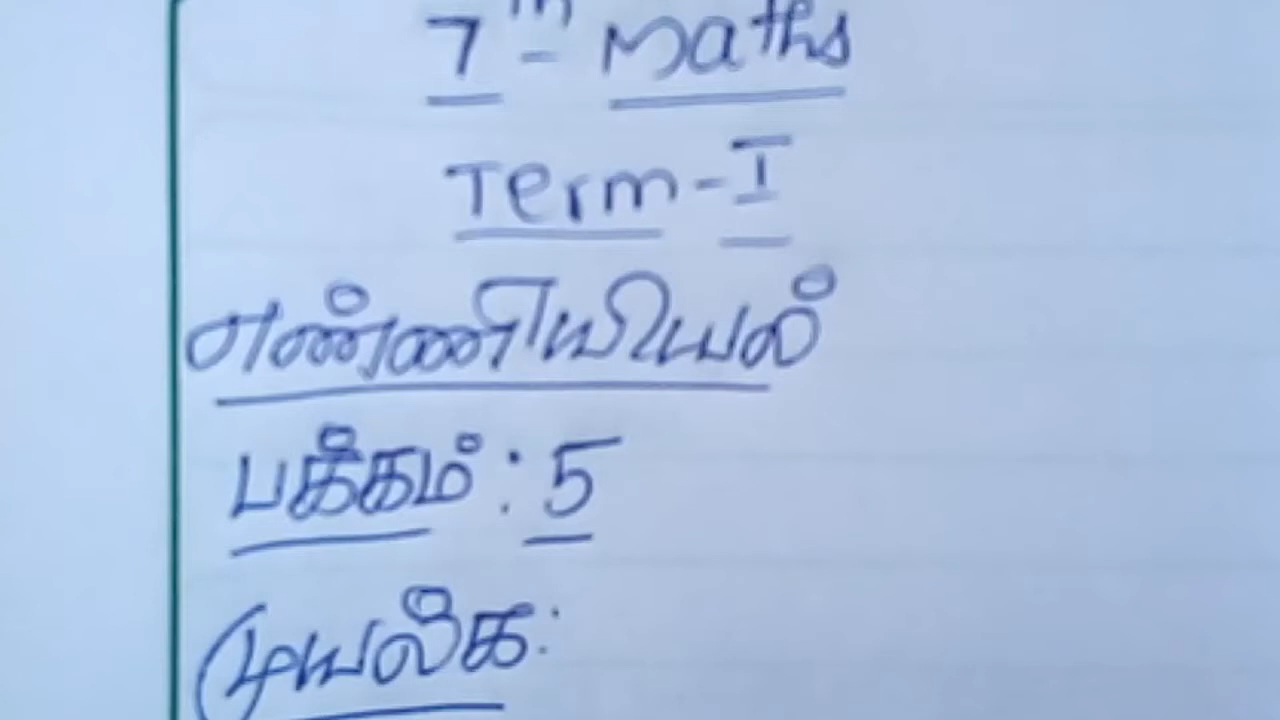 7th - Maths
Term - I
எண்ணியியல்
பக்கம் : 5
முயல்க :